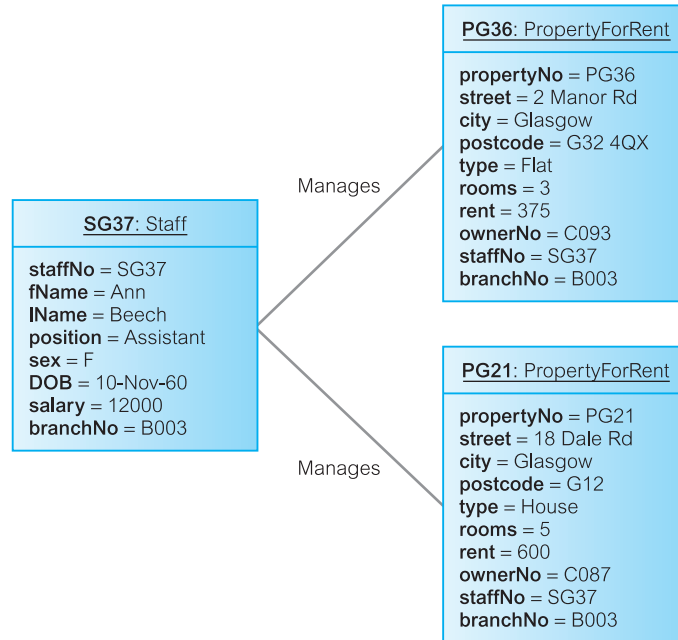 SG37: Staff
staffNo = SG37
fName = Ann
lName = Beech
position = Assistant
sex = F
DOB = 10-Nov-60
salary = 12000
branchNo = B003
Manages
Manages
PG36: PropertyForRent
propertyNo = PG36
street = 2 Manor Rd
city = Glasgow
postcode = G32 4QX
type = Flat
rooms = 3
rent = 375
ownerNo = C093
staffNo = SG37
branchNo = B003
PG21: PropertyForRent
propertyNo = PG21
street = 18 Dale Rd
city = Glasgow
postcode = G12
type = House
rooms = 5
rent = 600
ownerNo = C087
staffNo = SG37
branchNo = B003